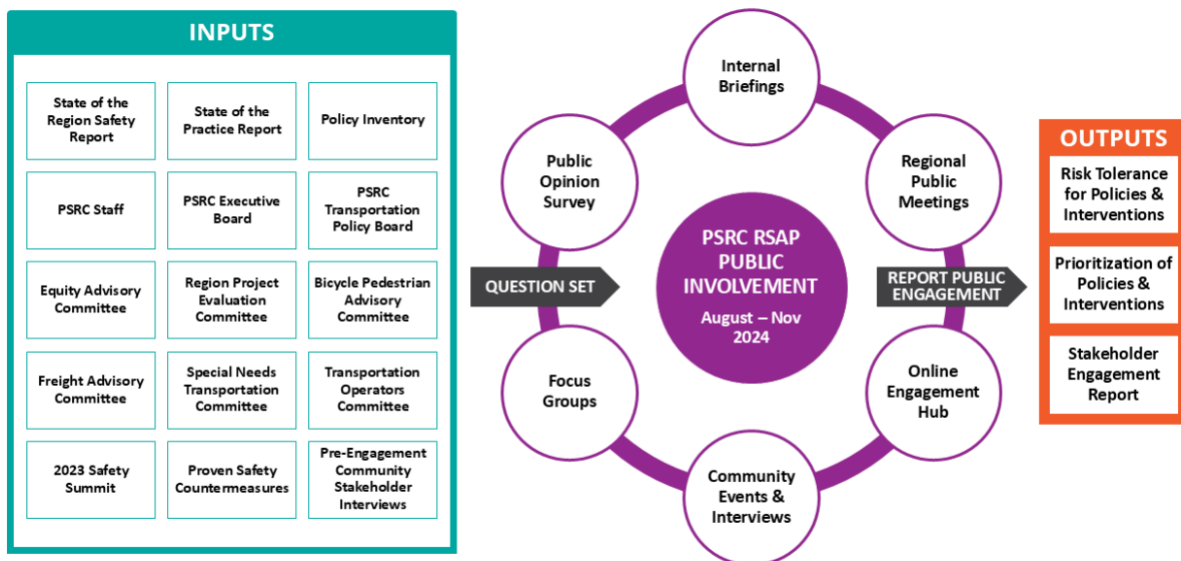 INPUTS
State of the
Region Safety
Report
State of the
Practice Report
Policy Inventory
PSRC Staff
PSRC Executive
Board
PSRC
Transportation
Policy Board
Equity Advisory
Committee
Region Project
Evaluation
Committee
Bicycle Pedestrian
Advisory
Committee
Freight Advisory
Committee
Special Needs
Transportation
Committee
Transportation
Operators
Committee
2023 Safety
Summit
Proven Safety
Countermeasures
Pre-Engagement
Community
Stakeholder
Interviews
QUESTION SET
Internal
Briefings
Public
Opinion
Survey
Regional
Public
Meetings
PSRC RSAP
PUBLIC
INVOLVEMENT
August – Nov
2024
Focus
Groups
Online
Engagement
Hub
Community
Events &
Interviews
REPORT PUBLIC
ENGAGEMENT
OUTPUTS
Risk Tolerance
for Policies &
Interventions
Prioritization of
Policies &
Interventions
Stakeholder
Engagement
Report